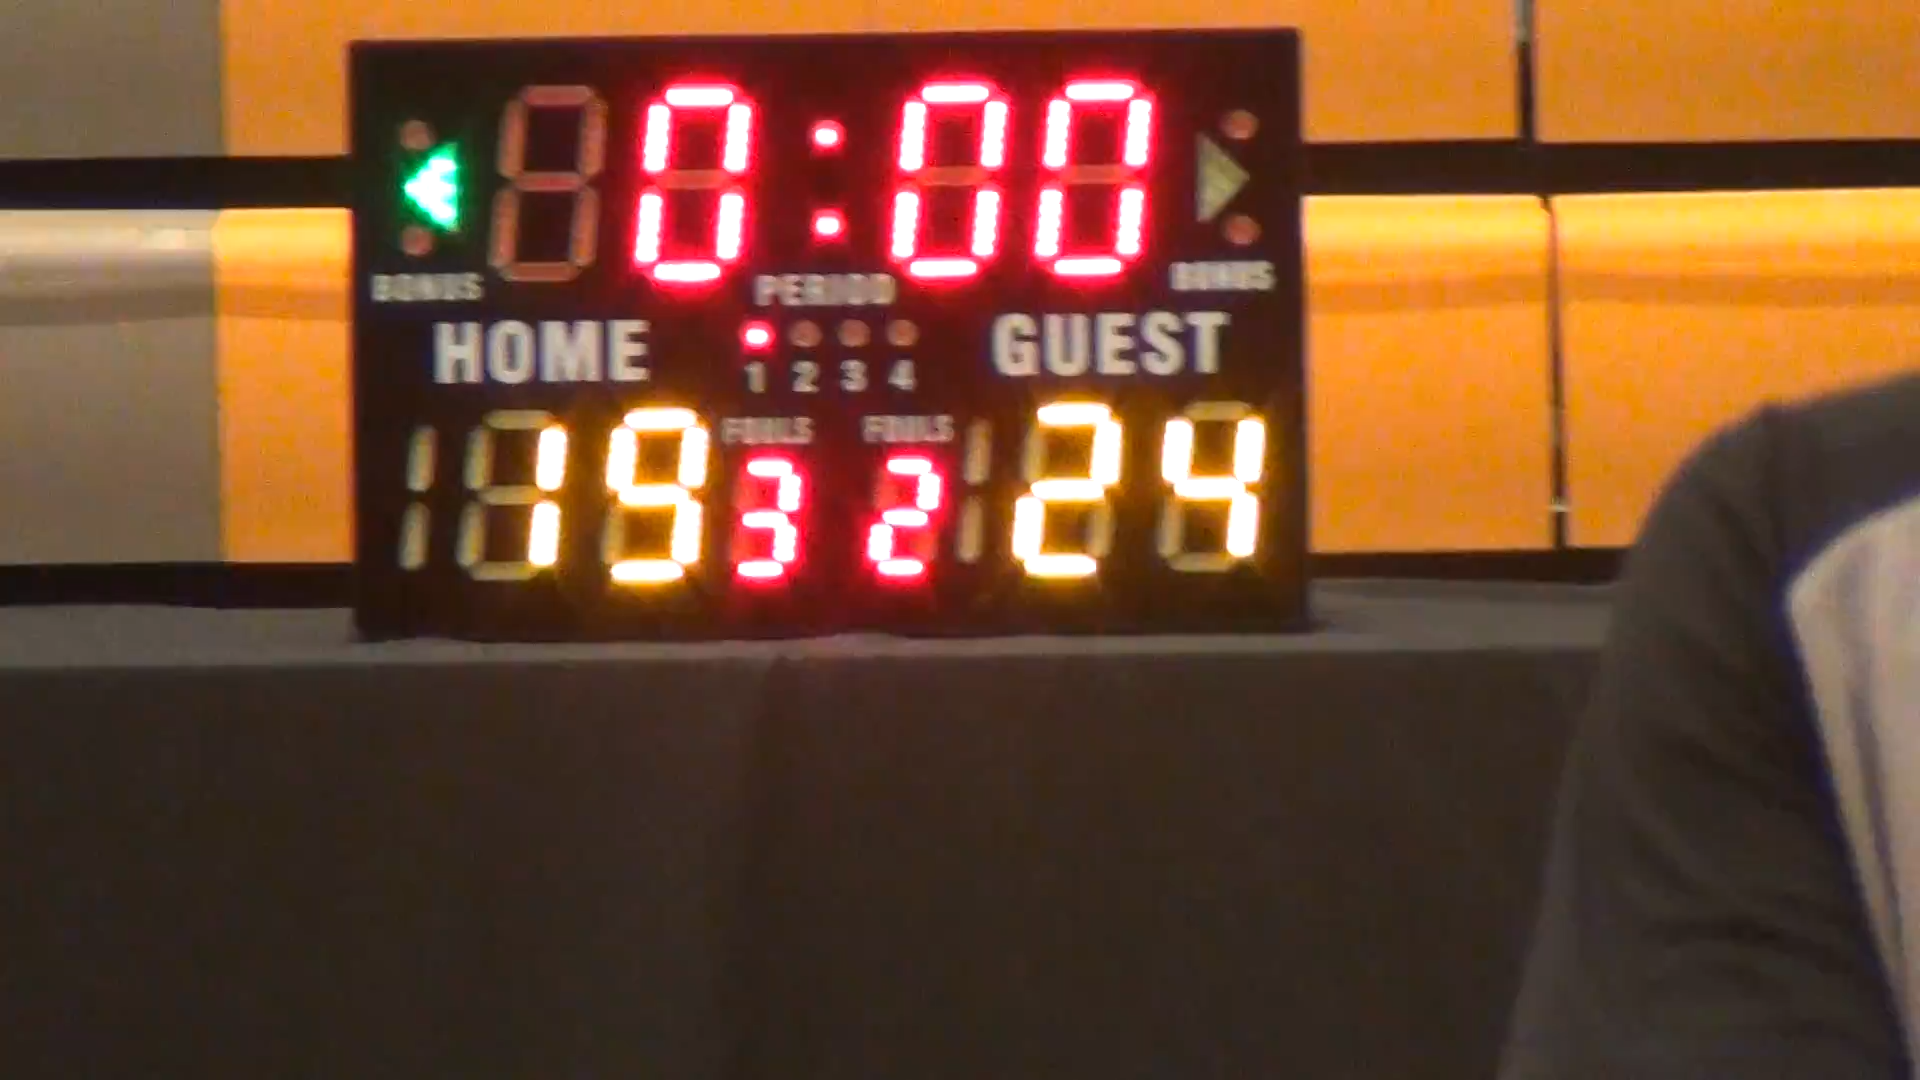 0:00
BONUS PERIOD BONUS
HOME GUEST
1 2 3 4
FOULS FOULS
19 3 2 24